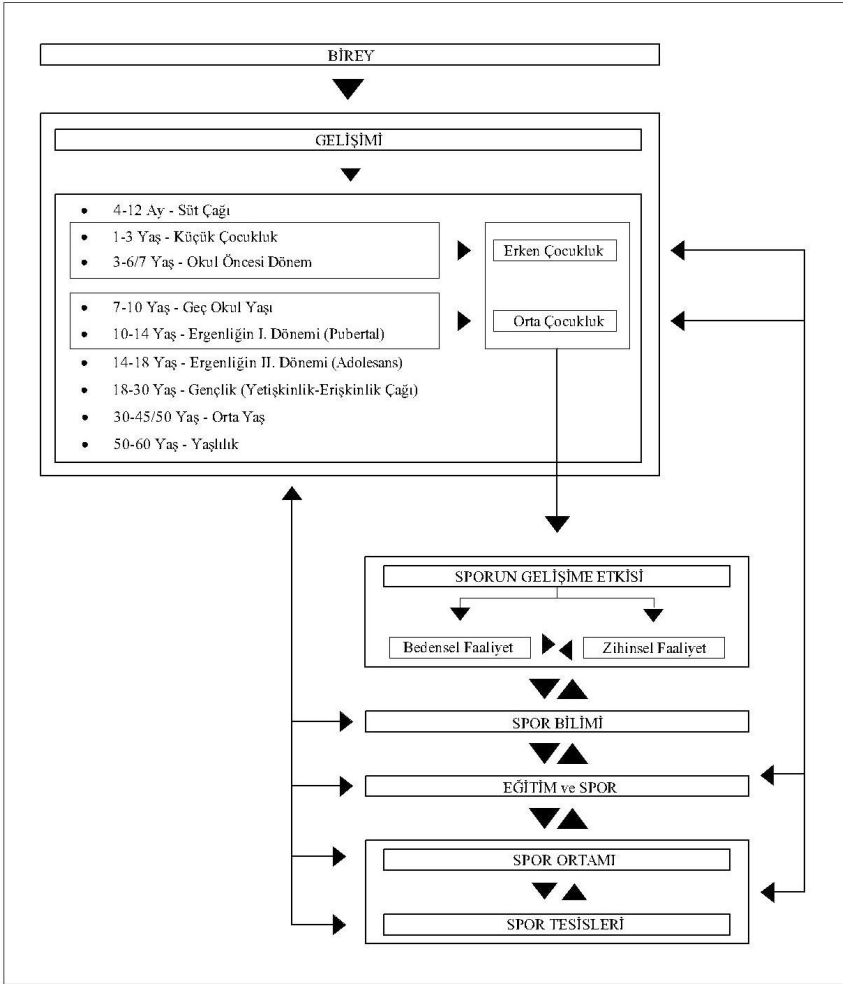 BİREY
GELİŞİMİ
• 4-12 Ay - Süt Çağı
• 1-3 Yaş - Küçük Çocukluk
• 3-6/7 Yaş - Okul Öncesi Dönem
Erken Çocukluk
• 7-10 Yaş - Geç Okul Yaşı
• 10-14 Yaş - Ergenliğin I. Dönemi (Pubertal)
Orta Çocukluk
• 14-18 Yaş - Ergenliğin II. Dönemi (Adolesans)
• 18-30 Yaş - Gençlik (Yetişkinlik-Erişkinlik Çağı)
• 30-45/50 Yaş - Orta Yaş
• 50-60 Yaş - Yaşlılık
SPORUN GELİŞİME ETKİSİ
Bedensel Faaliyet
Zihinsel Faaliyet
SPOR BİLİMİ
EĞİTİM ve SPOR
SPOR ORTAMI
SPOR TESİSLERİ